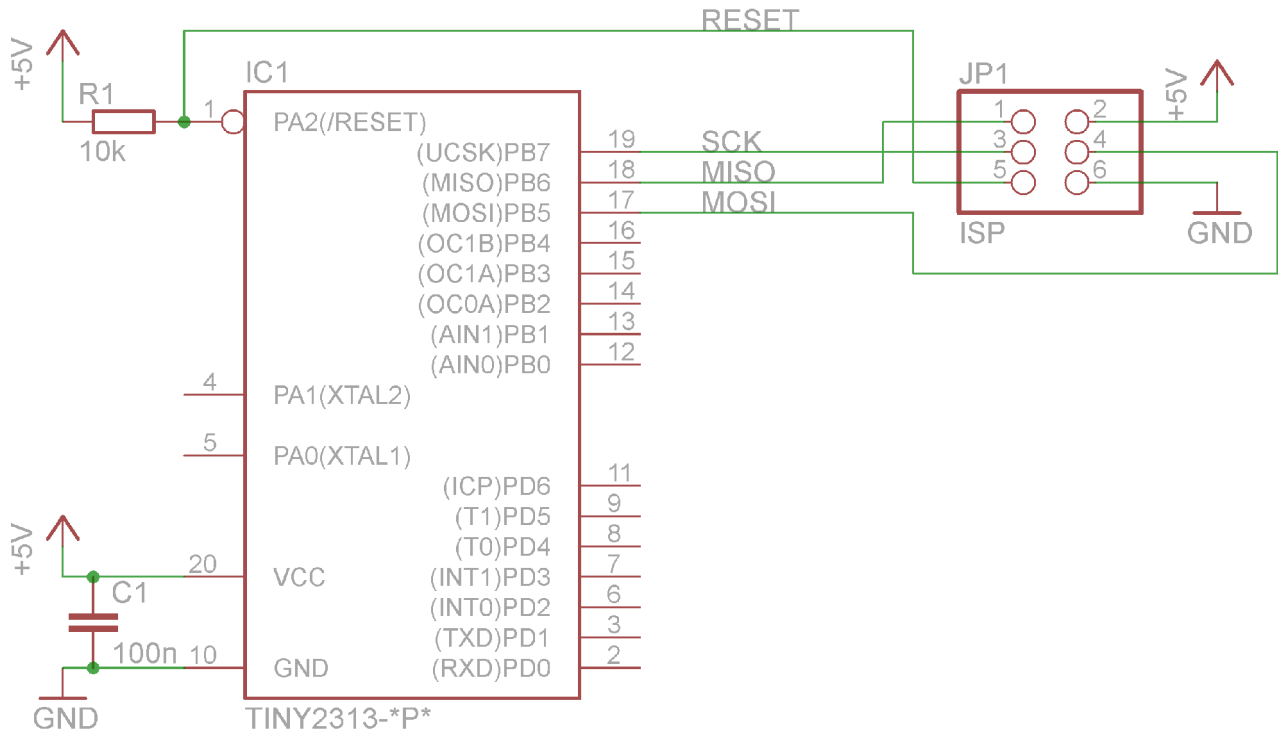 RESET
+5V
IC1
JP1
+5V
R1
1
PA2(/RESET)
1
2
10k
19
SCK
3
4
(UCSK)PB7
18
MISO
5
6
(MISO)PB6
17
MOSI
(MOSI)PB5
16
ISP
GND
(OC1B)PB4
15
(OC1A)PB3
14
(OC0A)PB2
13
(AIN1)PB1
12
(AIN0)PB0
4
PA1(XTAL2)
5
PA0(XTAL1)
11
(ICP)PD6
9
(T1)PD5
8
(T0)PD4
+5V
20
VCC
7
(INT1)PD3
C1
6
(INT0)PD2
3
(TXD)PD1
100n
10
GND
2
(RXD)PD0
GND
TINY2313-*P*